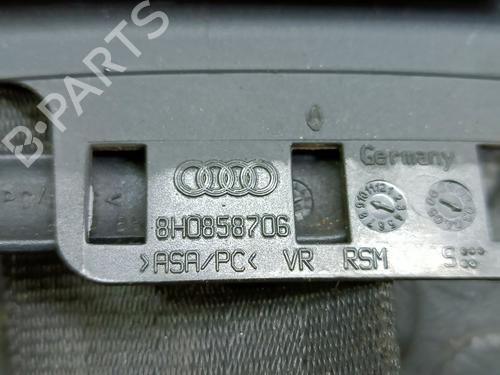 B-PARTS
Germany
8H0858706
>ASA/PC< VR RSM S